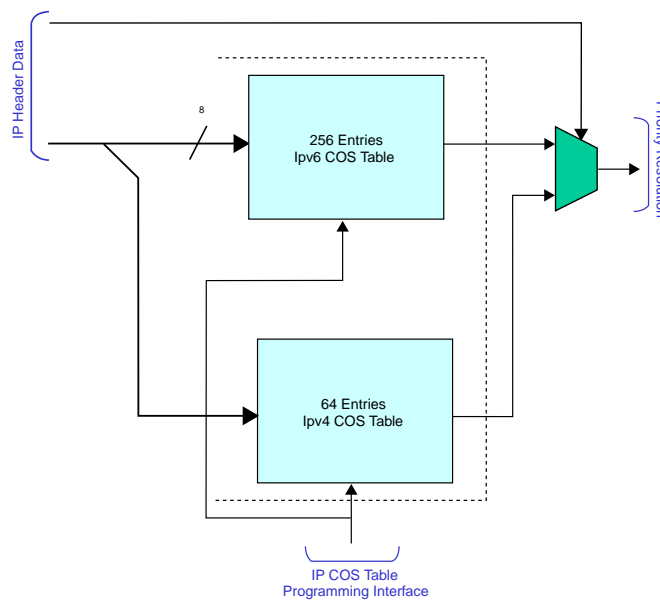 IP Header Data
8
256 Entries
Ipv6 COS Table
64 Entries
Ipv4 COS Table
Resolution
IP COS Table
Programming Interface